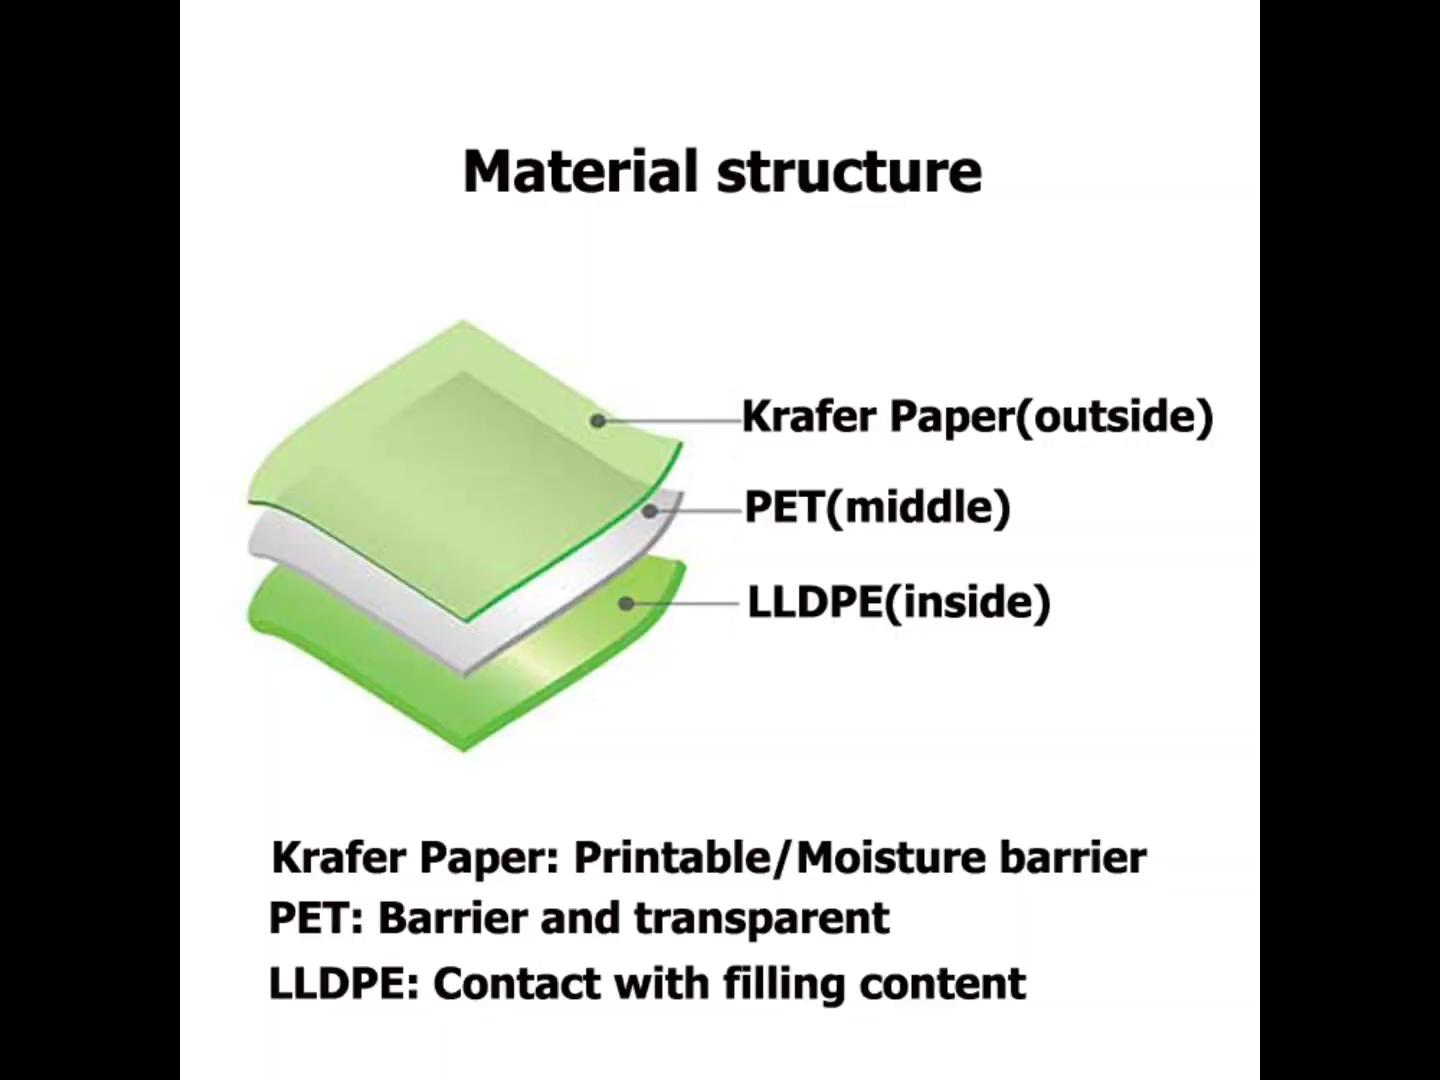 Material structure
Krafer Paper(outside)
PET(middle)
LLDPE(inside)
Krafer Paper: Printable/Moisture barrier
PET: Barrier and transparent
LLDPE: Contact with filling content